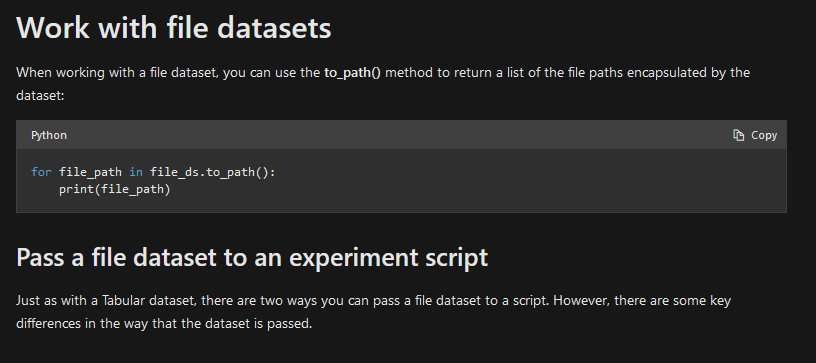 Work with file datasets
When working with a file dataset, you can use the to_path() method to return a list of the file paths encapsulated by the
dataset:
Python
Copy
for file_path in file_ds.to_path():
    print(file_path)
Pass a file dataset to an experiment script
Just as with a Tabular dataset, there are two ways you can pass a file dataset to a script. However, there are some key
differences in the way that the dataset is passed.